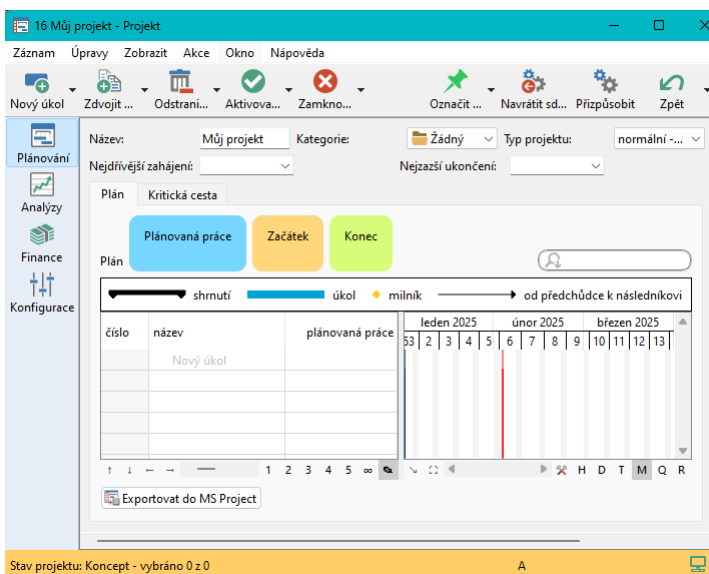 16 Můj projekt - Projekt
Záznam Úpravy Zobrazit Akce Okno Nápověda
Nový úkol Zdvojit ... Odstrani... Aktivova... Zamkno... Označit ... Navrátit sd... Přizpůsobit Zpět
Plánování
Analýzy
Finance
Konfigurace
Název: Můj projekt Kategorie: Žádný Typ projektu: normální -...
Nejdřívější zahájení: Nejzazší ukončení:
Plán Kritická cesta
Plán Plánovaná práce Začátek Konec
shrnutí úkol milník od předchůdce k následníkovi
číslo název plánovaná práce
leden 2025 únor 2025 březen 2025
53 2 3 4 5 6 7 8 9 10 11 12 13
Nový úkol
↑ ↓ ← → 1 2 3 4 5 ∞ H D T M Q R
Exportovat do MS Project
Stav projektu: Koncept - vybráno 0 z 0 A